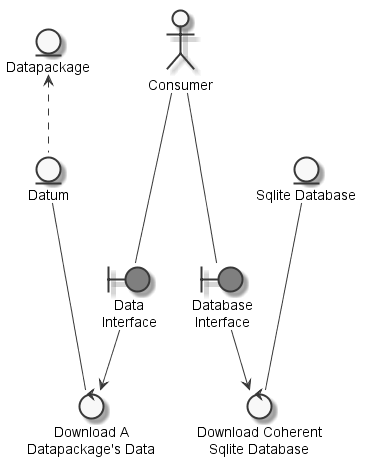 Datapackage
Consumer
Datum
Sqlite Database
Data
Interface
Database
Interface
Download A
Datapackage's Data
Download Coherent
Sqlite Database